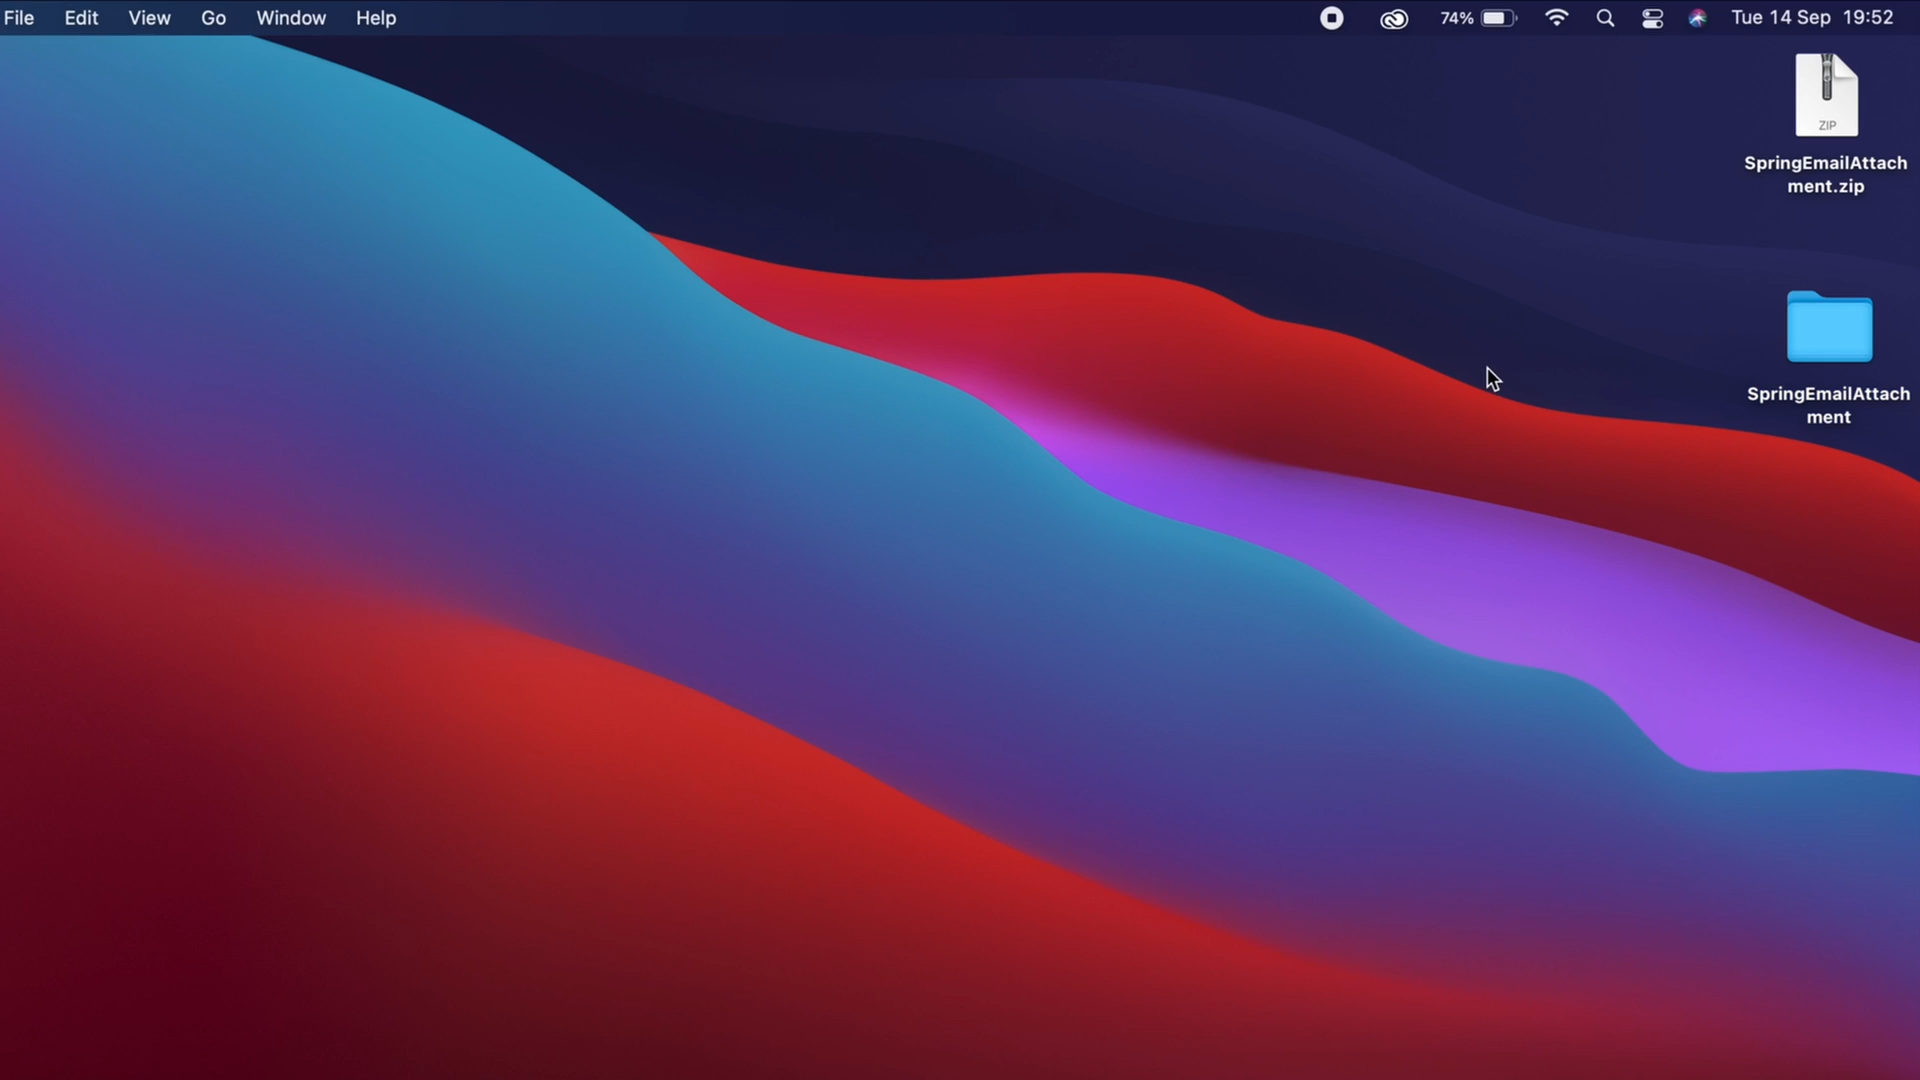 File Edit View Go Window Help 74% Tue 14 Sep 19:52
ZIP
SpringEmailAttach
ment.zip
SpringEmailAttach
ment